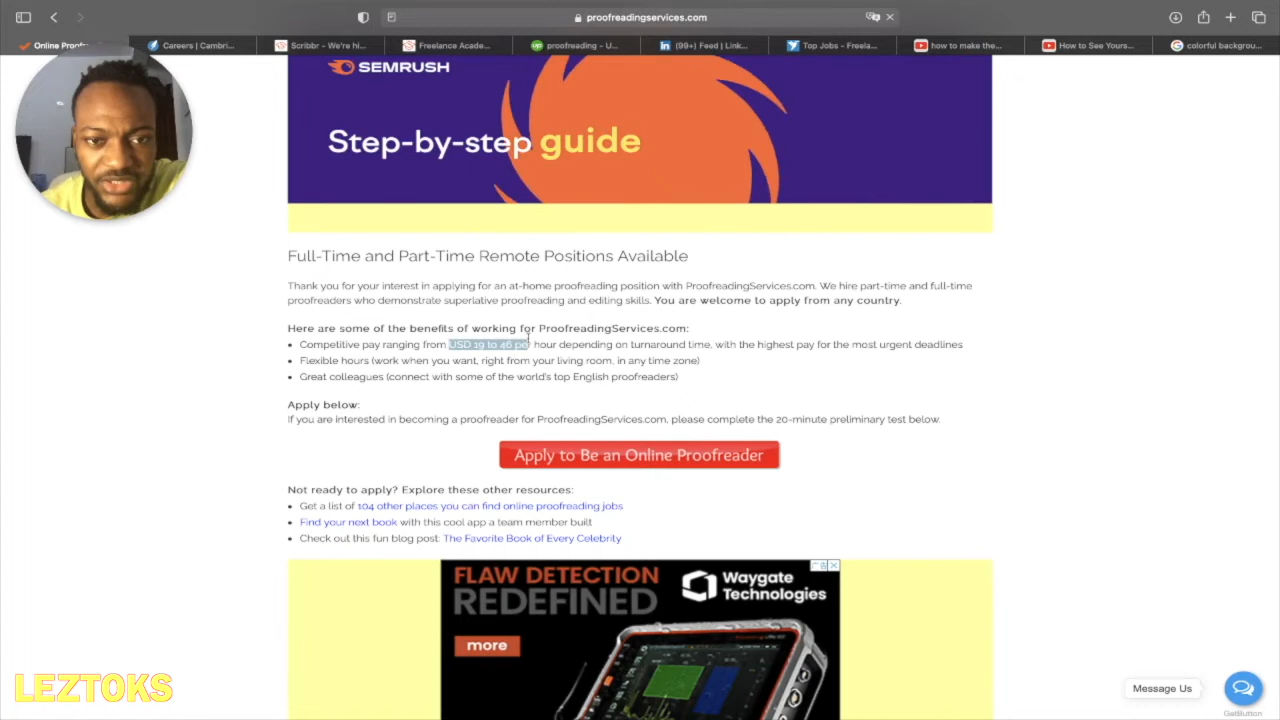 proofreadingservices.com
Online Proof
Careers | Cambri...
Scribbr - We're hi...
Freelance Acade...
proofreading - U...
(99+) Feed | Link...
Top Jobs - Freela...
how to make the...
How to See Yours...
colorful backgrou...
SEMRUSH
Step-by-step guide
Full-Time and Part-Time Remote Positions Available
Thank you for your interest in applying for an at-home proofreading position with ProofreadingServices.com. We hire part-time and full-time
proofreaders who demonstrate superlative proofreading and editing skills. You are welcome to apply from any country.
Here are some of the benefits of working for ProofreadingServices.com:
• Competitive pay ranging from USD 19 to 46 per hour depending on turnaround time, with the highest pay for the most urgent deadlines
• Flexible hours (work when you want, right from your living room, in any time zone)
• Great colleagues (connect with some of the world's top English proofreaders)
Apply below:
If you are interested in becoming a proofreader for ProofreadingServices.com, please complete the 20-minute preliminary test below.
Apply to Be an Online Proofreader
Not ready to apply? Explore these other resources:
• Get a list of 104 other places you can find online proofreading jobs
• Find your next book with this cool app a team member built
• Check out this fun blog post: The Favorite Book of Every Celebrity
FLAW DETECTION
REDEFINED
Waygate
Technologies
more
LEZTOKS
Message Us
GetButton